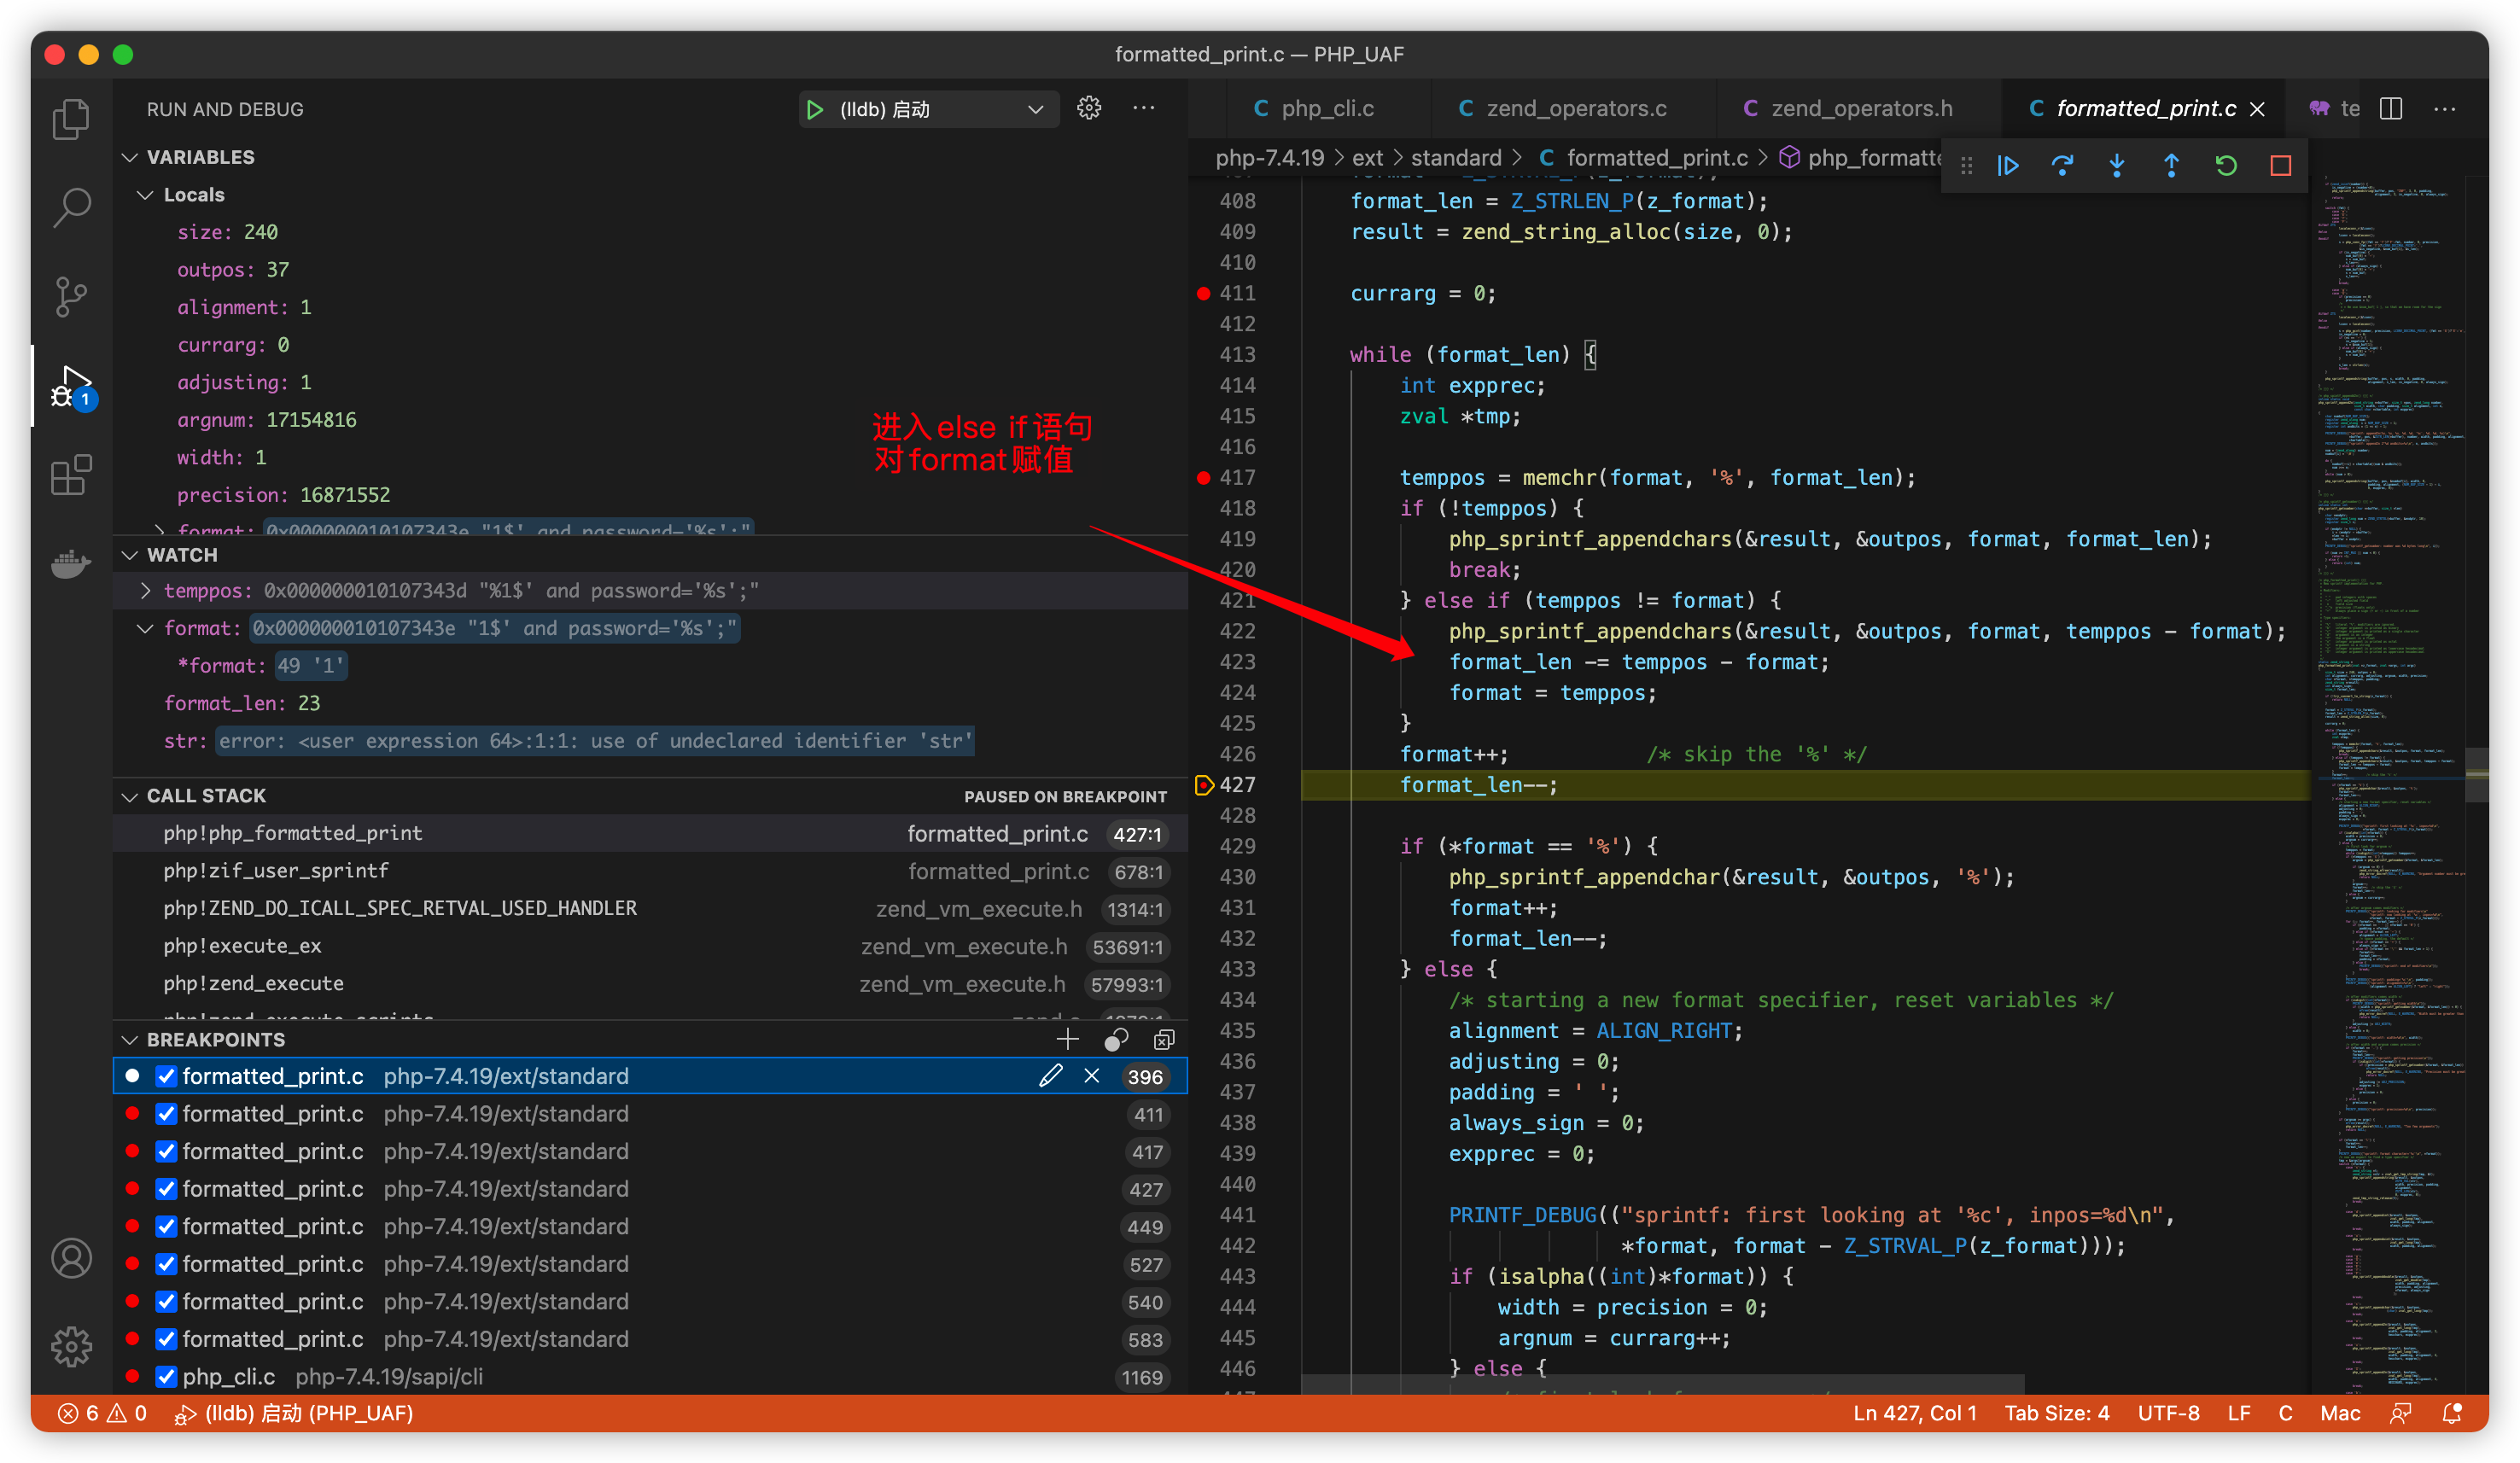 formatted_print.c — PHP_UAF
RUN AND DEBUG
(lldb) 启动
VARIABLES
Locals
size: 240
outpos: 37
alignment: 1
currarg: 0
adjusting: 1
argnum: 17154816
width: 1
precision: 16871552
format: 0x000000010107343e "1$' and password='%s';"
进入else if语句
对format赋值
WATCH
temppos: 0x000000010107343d "%1$' and password='%s';"
format: 0x000000010107343e "1$' and password='%s';"
*format: 49 '1'
format_len: 23
str: error: <user expression 64>:1:1: use of undeclared identifier 'str'
CALL STACK PAUSED ON BREAKPOINT
php!php_formatted_print formatted_print.c 427:1
php!zif_user_sprintf formatted_print.c 678:1
php!ZEND_DO_ICALL_SPEC_RETVAL_USED_HANDLER zend_vm_execute.h 1314:1
php!execute_ex zend_vm_execute.h 53691:1
php!zend_execute zend_vm_execute.h 57993:1
BREAKPOINTS
formatted_print.c php-7.4.19/ext/standard 396
formatted_print.c php-7.4.19/ext/standard 411
formatted_print.c php-7.4.19/ext/standard 417
formatted_print.c php-7.4.19/ext/standard 427
formatted_print.c php-7.4.19/ext/standard 449
formatted_print.c php-7.4.19/ext/standard 527
formatted_print.c php-7.4.19/ext/standard 540
formatted_print.c php-7.4.19/ext/standard 583
php_cli.c php-7.4.19/sapi/cli 1169
C php_cli.c C zend_operators.c C zend_operators.h C formatted_print.c te
php-7.4.19 > ext > standard > C formatted_print.c > php_formatte
408 format_len = Z_STRLEN_P(z_format);
409 result = zend_string_alloc(size, 0);
410
411 currarg = 0;
412
413 while (format_len) {
414 int expprec;
415 zval *tmp;
416
417 temppos = memchr(format, '%', format_len);
418 if (!temppos) {
419 php_sprintf_appendchars(&result, &outpos, format, format_len);
420 break;
421 } else if (temppos != format) {
422 php_sprintf_appendchars(&result, &outpos, format, temppos - format);
423 format_len -= temppos - format;
424 format = temppos;
425 }
426 format++; /* skip the '%' */
427 format_len--;
428
429 if (*format == '%') {
430 php_sprintf_appendchar(&result, &outpos, '%');
431 format++;
432 format_len--;
433 } else {
434 /* starting a new format specifier, reset variables */
435 alignment = ALIGN_RIGHT;
436 adjusting = 0;
437 padding = ' ';
438 always_sign = 0;
439 expprec = 0;
440
441 PRINTF_DEBUG(("sprintf: first looking at '%c', inpos=%d\n",
442 *format, format - Z_STRVAL_P(z_format)));
443 if (isalpha((int)*format)) {
444 width = precision = 0;
445 argnum = currarg++;
446 } else {
6 0 (lldb) 启动 (PHP_UAF) Ln 427, Col 1 Tab Size: 4 UTF-8 LF C Mac
1